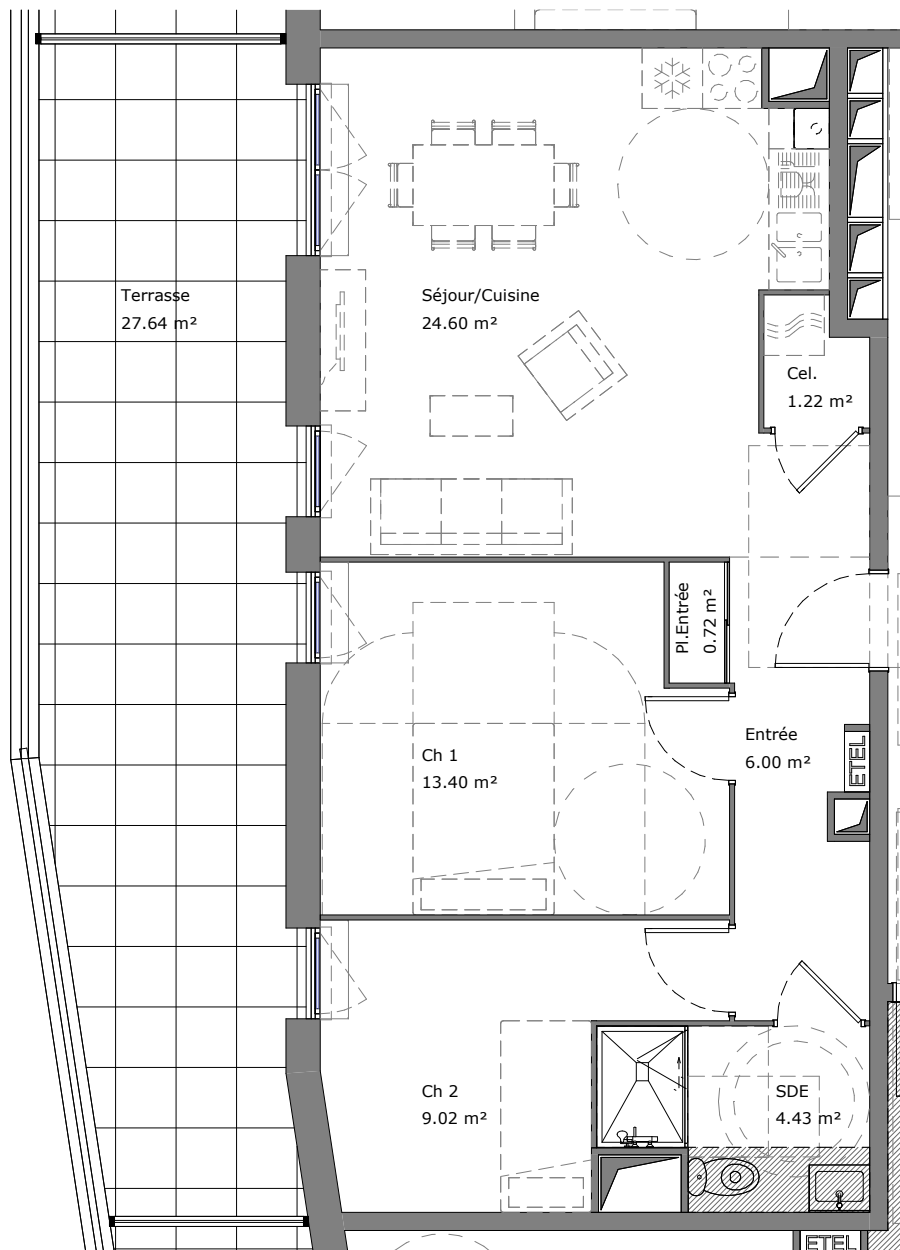 Terrasse
27.64 m²
Séjour/Cuisine
24.60 m²
Cel.
1.22 m²
Pl.Entrée
0.72 m²
Entrée
6.00 m²
ETEL
Ch 1
13.40 m²
Ch 2
9.02 m²
SDE
4.43 m²
ETEL